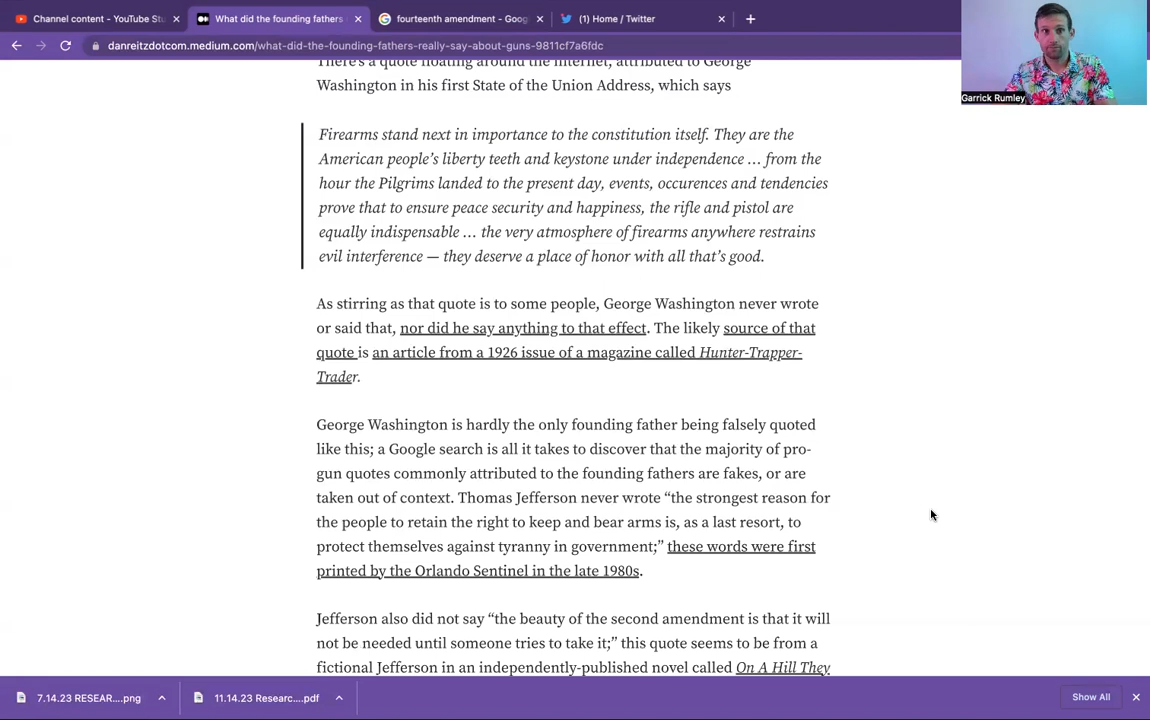 Channel content - YouTube Stu
What did the founding fathers
fourteenth amendment - Goog
(1) Home / Twitter
danreitzdotcom.medium.com/what-did-the-founding-fathers-really-say-about-guns-9811cf7a6fdc
Garrick Rumley
There's a quote floating around the internet, attributed to George
Washington in his first State of the Union Address, which says
Firearms stand next in importance to the constitution itself. They are the
American people's liberty teeth and keystone under independence … from the
hour the Pilgrims landed to the present day, events, occurences and tendencies
prove that to ensure peace security and happiness, the rifle and pistol are
equally indispensable … the very atmosphere of firearms anywhere restrains
evil interference — they deserve a place of honor with all that's good.
As stirring as that quote is to some people, George Washington never wrote
or said that, nor did he say anything to that effect. The likely source of that
quote is an article from a 1926 issue of a magazine called Hunter-Trapper-
Trader.
George Washington is hardly the only founding father being falsely quoted
like this; a Google search is all it takes to discover that the majority of pro-
gun quotes commonly attributed to the founding fathers are fakes, or are
taken out of context. Thomas Jefferson never wrote “the strongest reason for
the people to retain the right to keep and bear arms is, as a last resort, to
protect themselves against tyranny in government;” these words were first
printed by the Orlando Sentinel in the late 1980s.
Jefferson also did not say “the beauty of the second amendment is that it will
not be needed until someone tries to take it;” this quote seems to be from a
fictional Jefferson in an independently-published novel called On A Hill They
7.14.23 RESEAR....png
11.14.23 Researc....pdf
Show All